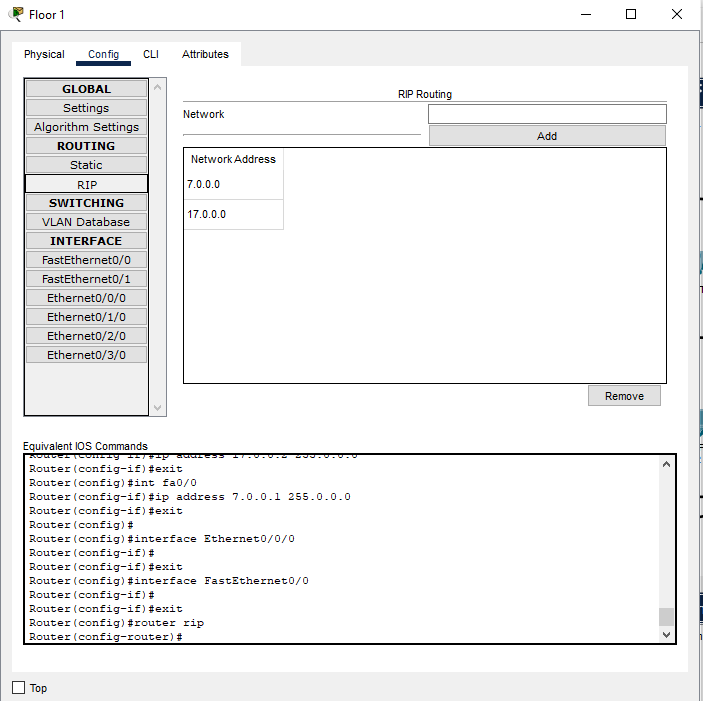 Floor 1
Physical Config CLI Attributes
GLOBAL
Settings
Algorithm Settings
ROUTING
Static
RIP
SWITCHING
VLAN Database
INTERFACE
FastEthernet0/0
FastEthernet0/1
Ethernet0/0/0
Ethernet0/1/0
Ethernet0/2/0
Ethernet0/3/0
RIP Routing
Network
Add
Network Address
7.0.0.0
17.0.0.0
Remove
Equivalent IOS Commands
Router(config-if)#ip address 17.0.0.2 255.0.0.0
Router(config-if)#exit
Router(config)#int fa0/0
Router(config-if)#ip address 7.0.0.1 255.0.0.0
Router(config-if)#exit
Router(config)#
Router(config)#interface Ethernet0/0/0
Router(config-if)#
Router(config-if)#exit
Router(config)#interface FastEthernet0/0
Router(config-if)#
Router(config-if)#exit
Router(config)#router rip
Router(config-router)#
Top